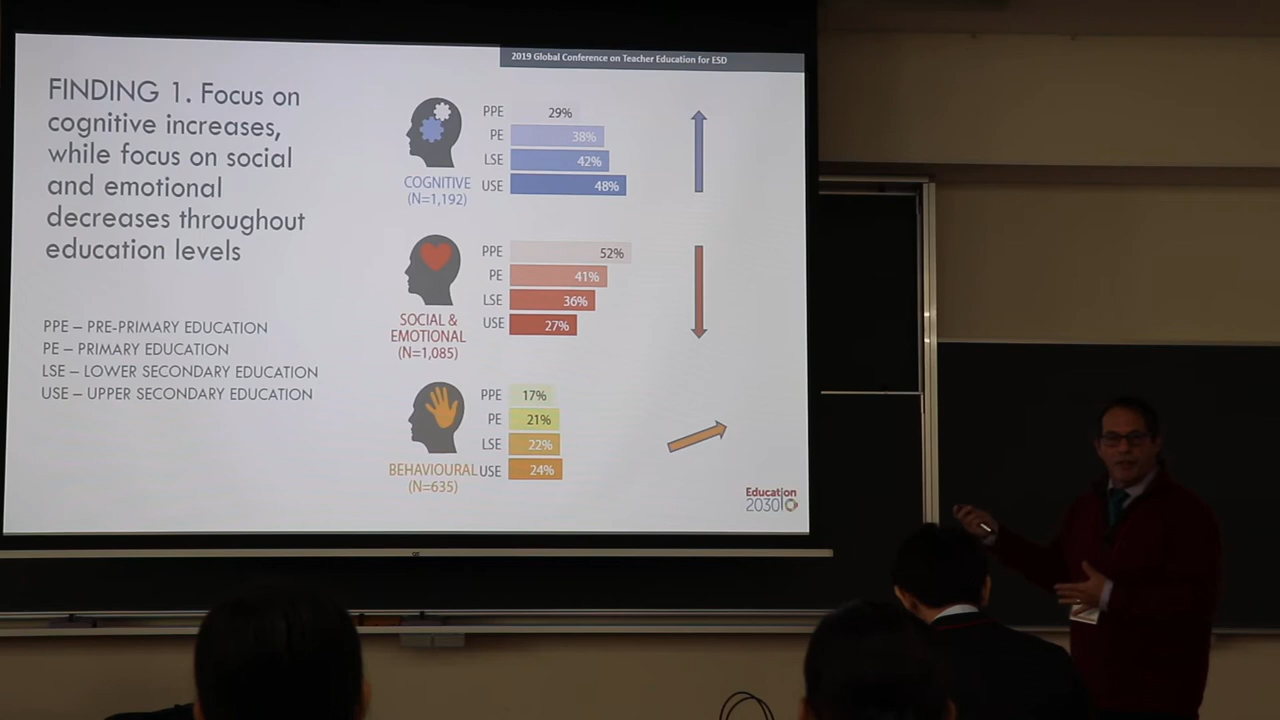 2019 Global Conference on Teacher Education for ESD
FINDING 1. Focus on
cognitive increases,
while focus on social
and emotional
decreases throughout
education levels
PPE – PRE-PRIMARY EDUCATION
PE – PRIMARY EDUCATION
LSE – LOWER SECONDARY EDUCATION
USE – UPPER SECONDARY EDUCATION
PPE 29%
PE 38%
LSE 42%
USE 48%
COGNITIVE
(N=1,192)
PPE 52%
PE 41%
LSE 36%
USE 27%
SOCIAL &
EMOTIONAL
(N=1,085)
PPE 17%
PE 21%
LSE 22%
USE 24%
BEHAVIOURAL
(N=635)
Education
2030